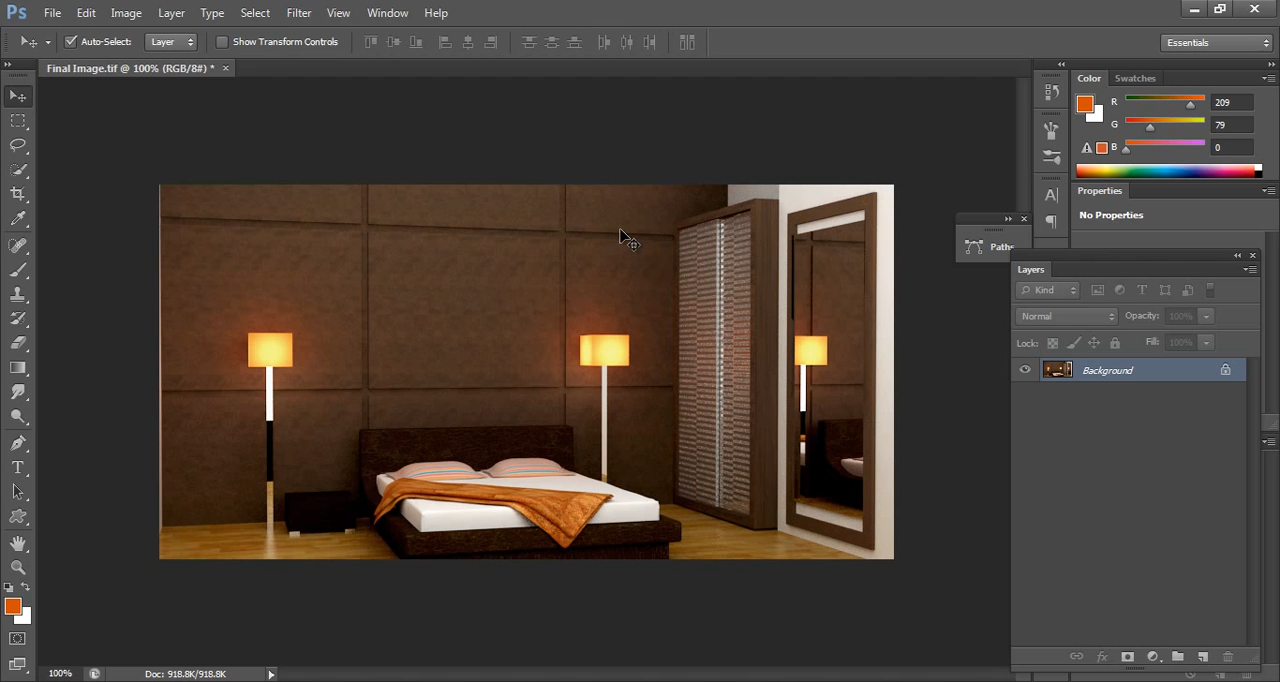 Ps File Edit Image Layer Type Select Filter View Window Help
Auto-Select: Layer Show Transform Controls Essentials
Final Image.tif @ 100% (RGB/8#) * ×
Color Swatches
R 209
G 79
B 0
Properties
No Properties
Paths
Layers
Kind
Normal Opacity: 100%
Lock: Fill: 100%
Background
100% Doc: 918.8K/918.8K